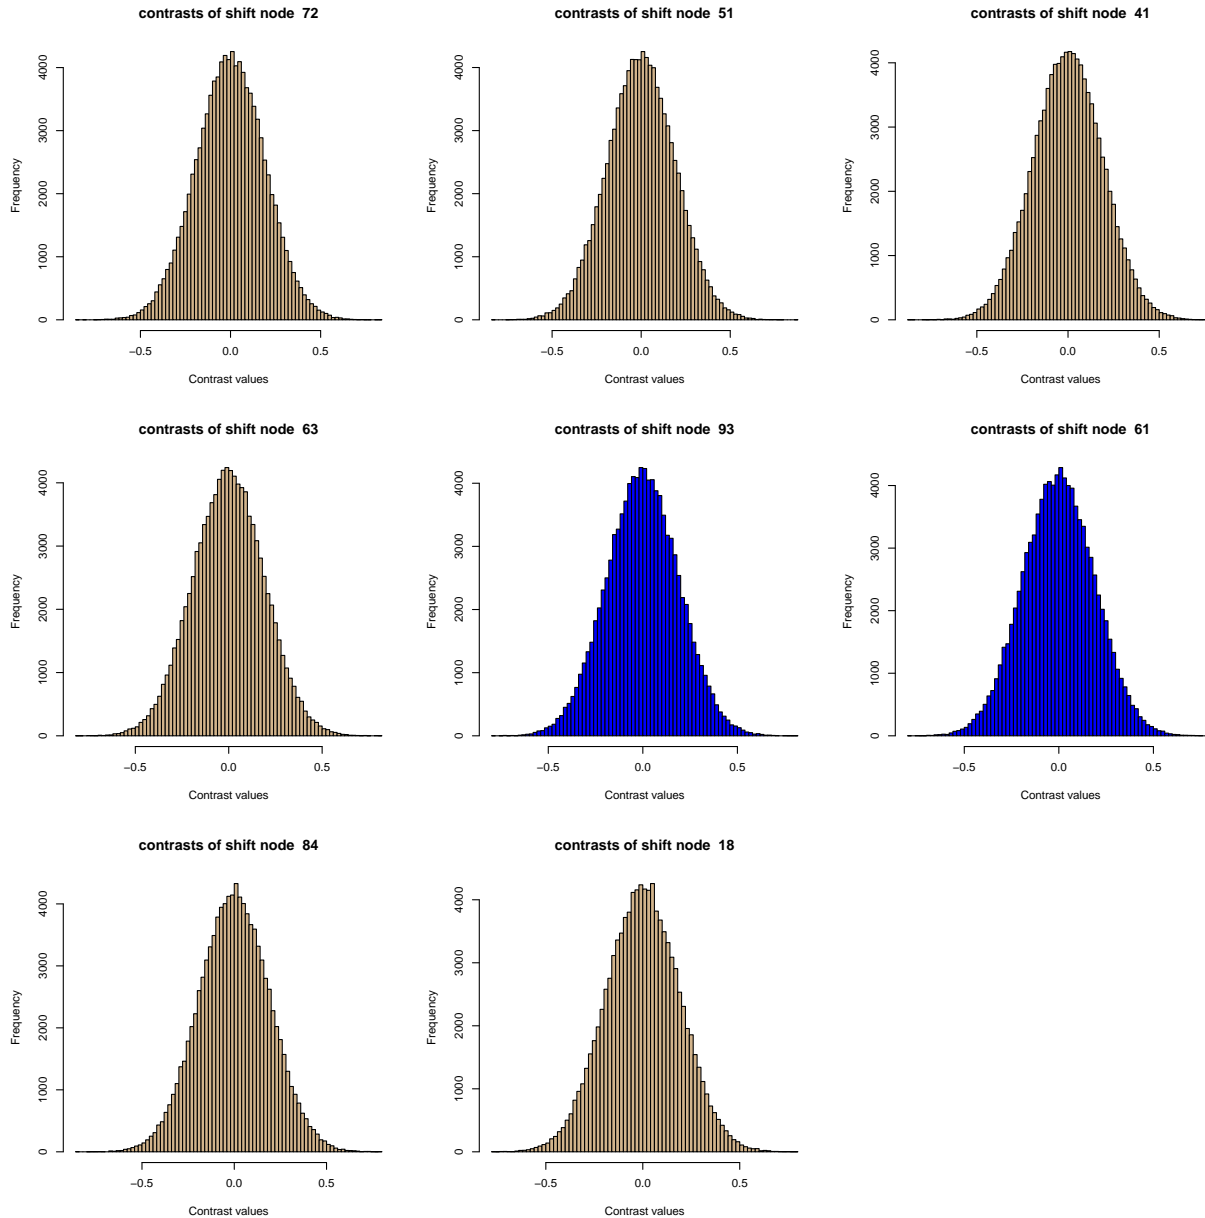 contrasts of shift node  72
Frequency
0 1000 2000 3000 4000
−0.5 0.0 0.5
Contrast values
contrasts of shift node  51
Frequency
0 1000 2000 3000 4000
−0.5 0.0 0.5
Contrast values
contrasts of shift node  41
Frequency
0 1000 2000 3000 4000
−0.5 0.0 0.5
Contrast values
contrasts of shift node  63
Frequency
0 1000 2000 3000 4000
−0.5 0.0 0.5
Contrast values
contrasts of shift node  93
Frequency
0 1000 2000 3000 4000
−0.5 0.0 0.5
Contrast values
contrasts of shift node  61
Frequency
0 1000 2000 3000 4000
−0.5 0.0 0.5
Contrast values
contrasts of shift node  84
Frequency
0 1000 2000 3000 4000
−0.5 0.0 0.5
Contrast values
contrasts of shift node  18
Frequency
0 1000 2000 3000 4000
−0.5 0.0 0.5
Contrast values